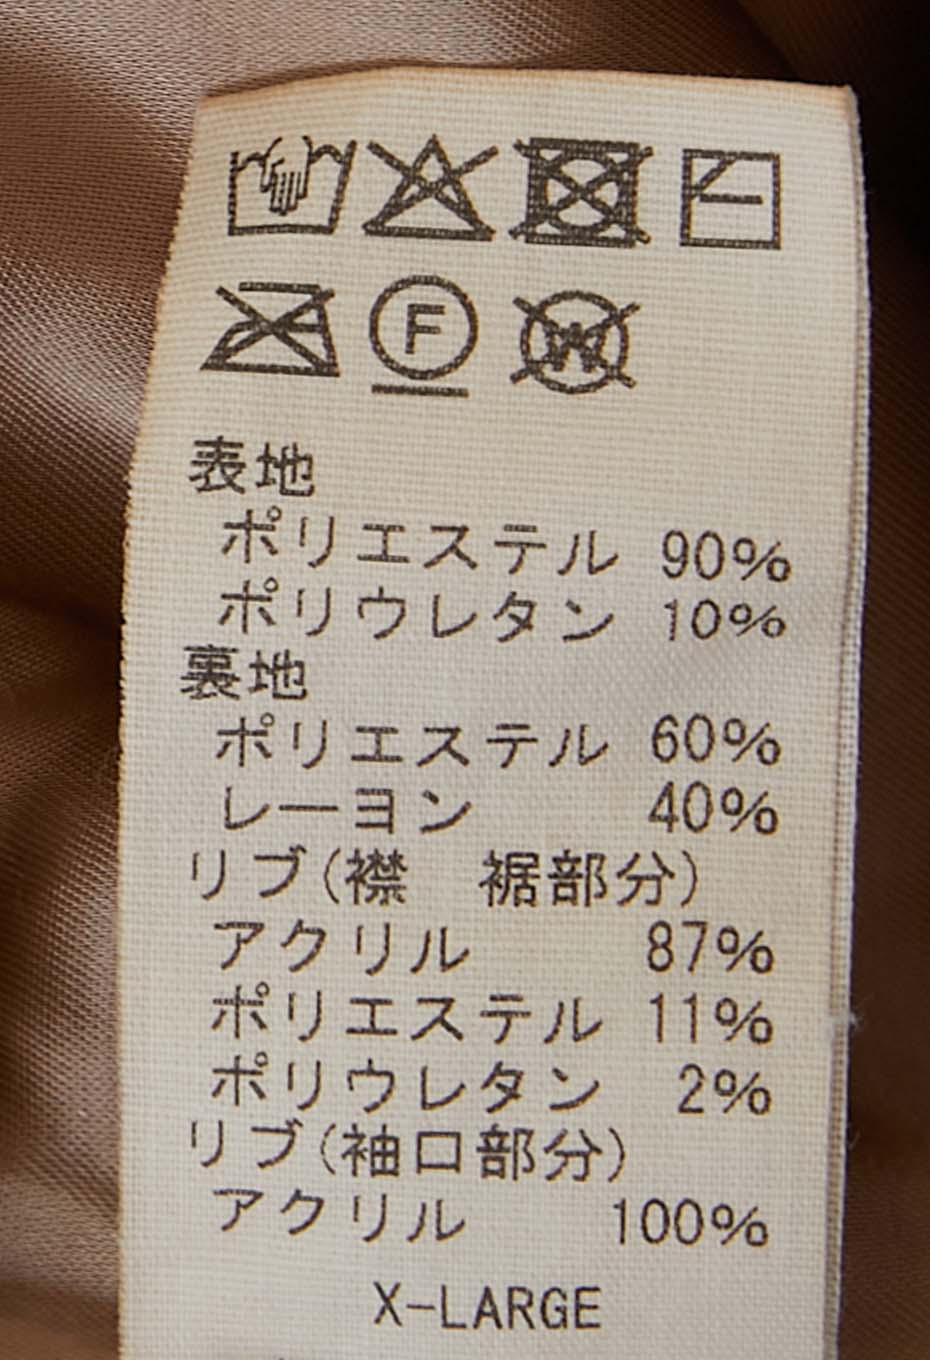 F W
表地
ポリエステル 90%
ポリウレタン 10%
裏地
ポリエステル 60%
レーヨン 40%
リブ(襟 裾部分)
アクリル 87%
ポリエステル 11%
ポリウレタン 2%
リブ(袖口部分)
アクリル 100%
X-LARGE